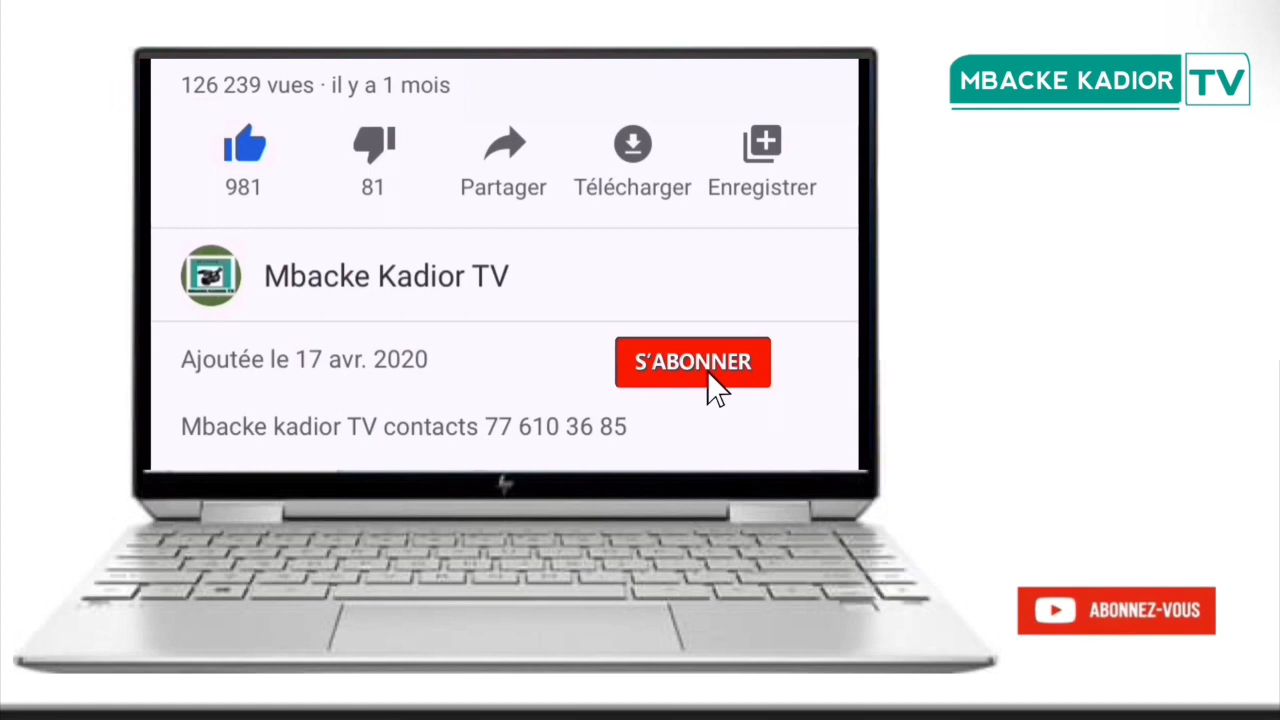 126 239 vues · il y a 1 mois
MBACKE KADIOR TV
981
81
Partager
Télécharger
Enregistrer
Mbacke Kadior TV
Ajoutée le 17 avr. 2020
S'ABONNER
Mbacke kadior TV contacts 77 610 36 85
hp
ABONNEZ-VOUS